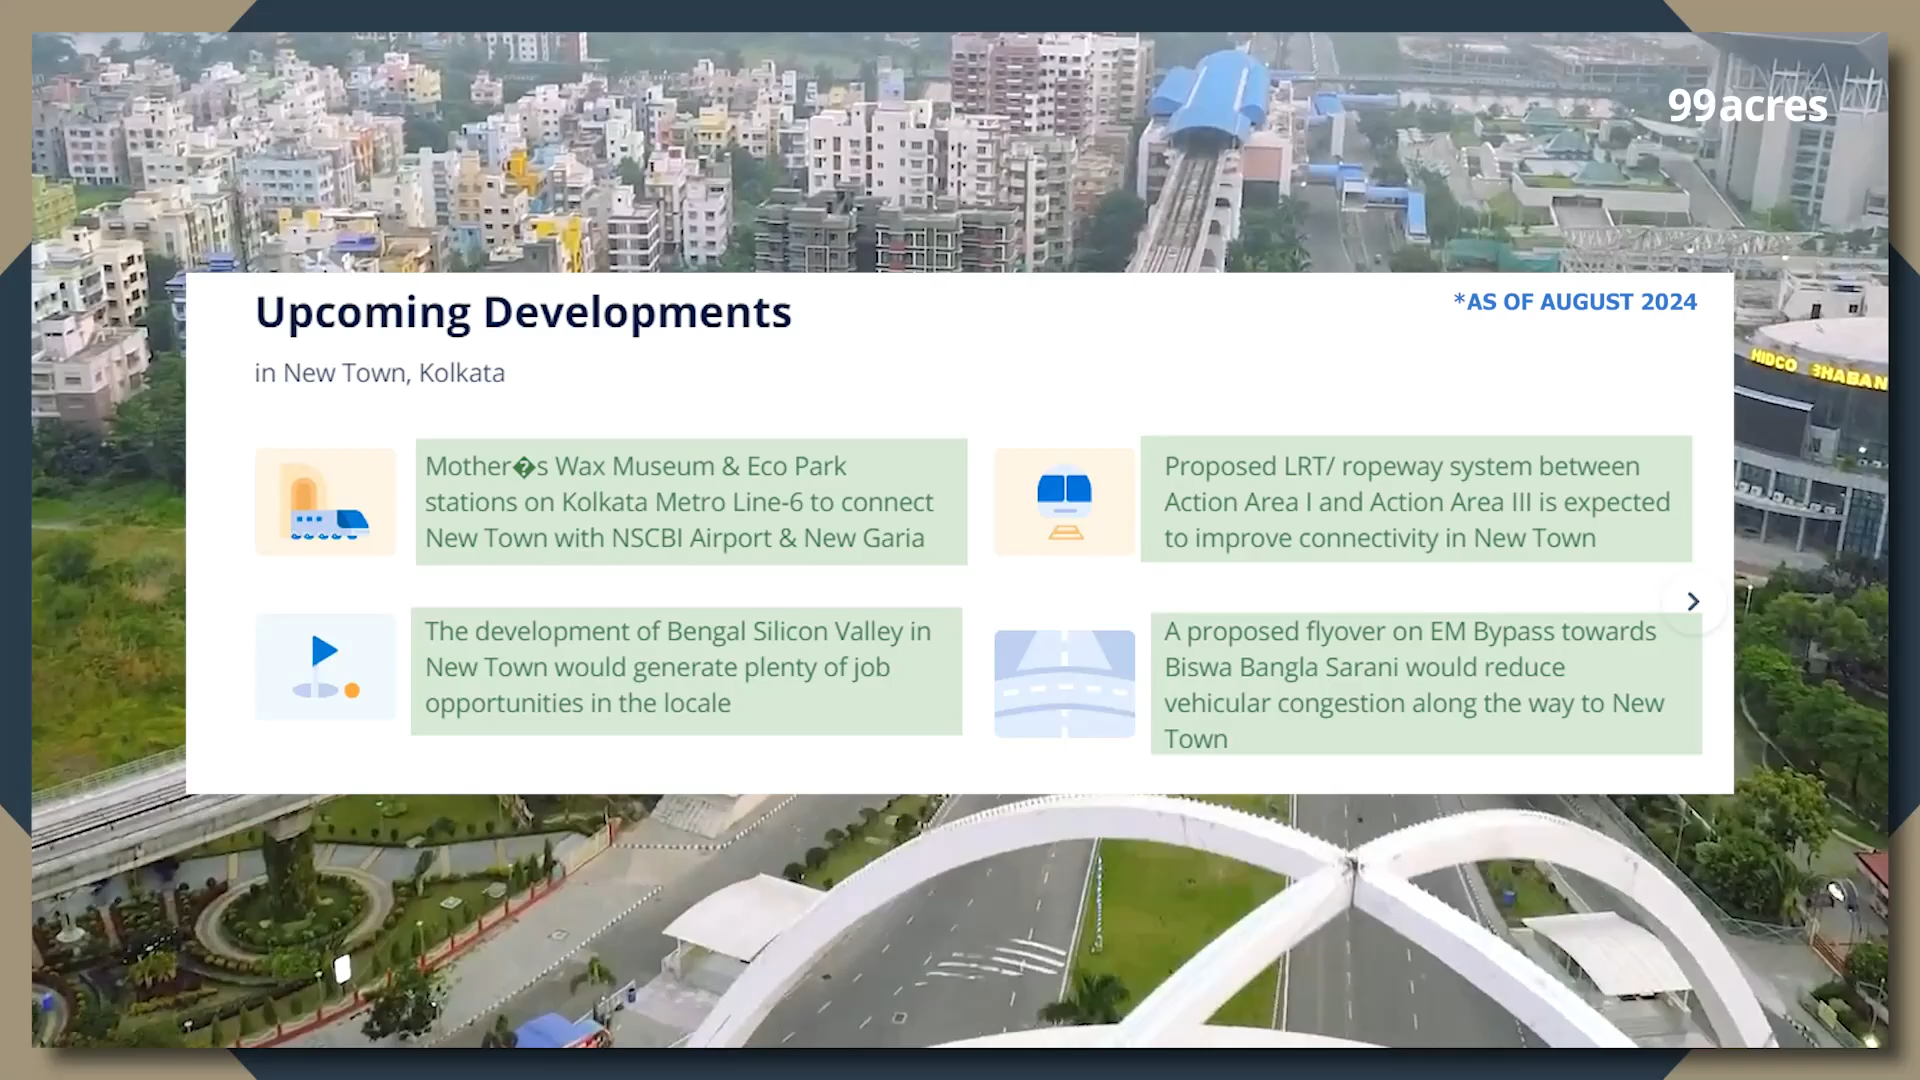 99acres
Upcoming Developments
*AS OF AUGUST 2024
in New Town, Kolkata
Mother�s Wax Museum & Eco Park
stations on Kolkata Metro Line-6 to connect
New Town with NSCBI Airport & New Garia
Proposed LRT/ ropeway system between
Action Area I and Action Area III is expected
to improve connectivity in New Town
The development of Bengal Silicon Valley in
New Town would generate plenty of job
opportunities in the locale
A proposed flyover on EM Bypass towards
Biswa Bangla Sarani would reduce
vehicular congestion along the way to New
Town
HIDCO BHABAN